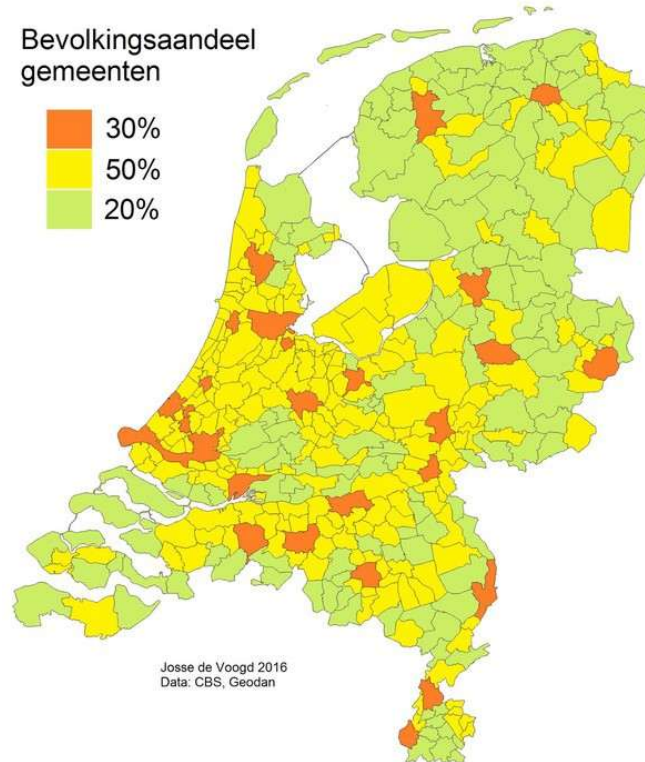 Bevolkingsaandeel
gemeenten
30%
50%
20%
Josse de Voogd 2016
Data: CBS, Geodan